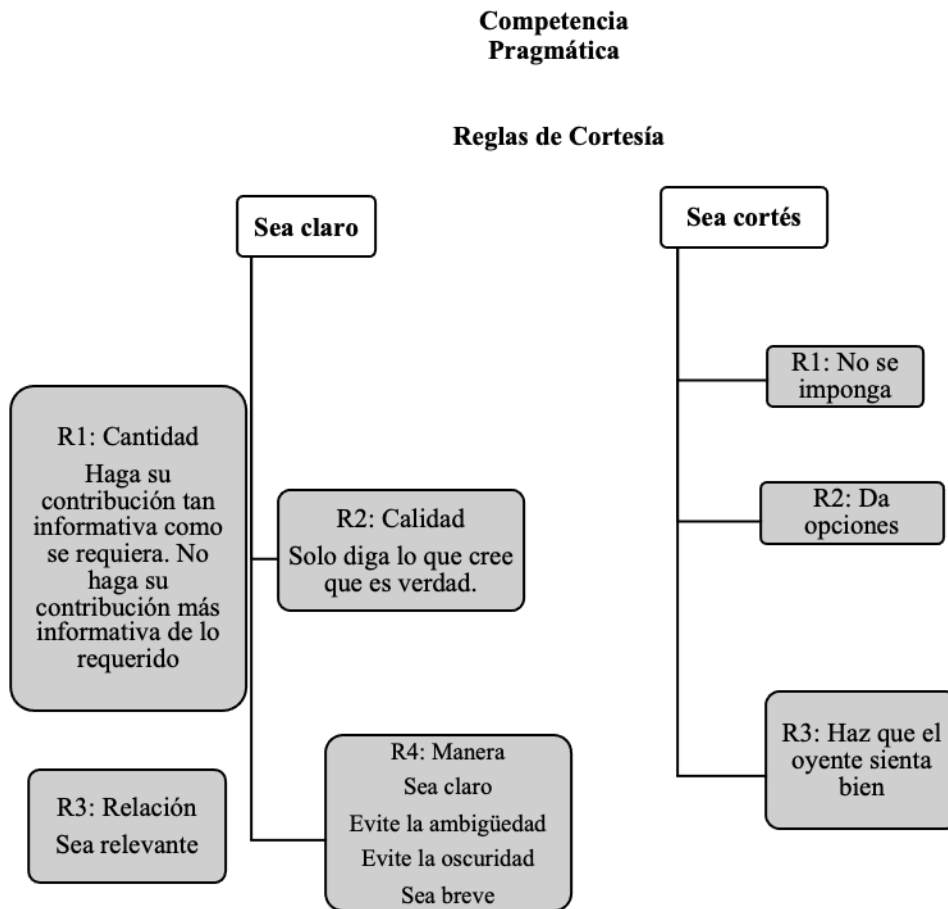 Competencia
Pragmática
Reglas de Cortesía
Sea claro
R1: Cantidad
Haga su
contribución tan
informativa como
se requiera. No
haga su
contribución más
informativa de lo
requerido
R2: Calidad
Solo diga lo que cree
que es verdad.
R3: Relación
Sea relevante
R4: Manera
Sea claro
Evite la ambigüedad
Evite la oscuridad
Sea breve
Sea cortés
R1: No se
imponga
R2: Da
opciones
R3: Haz que el
oyente sienta
bien